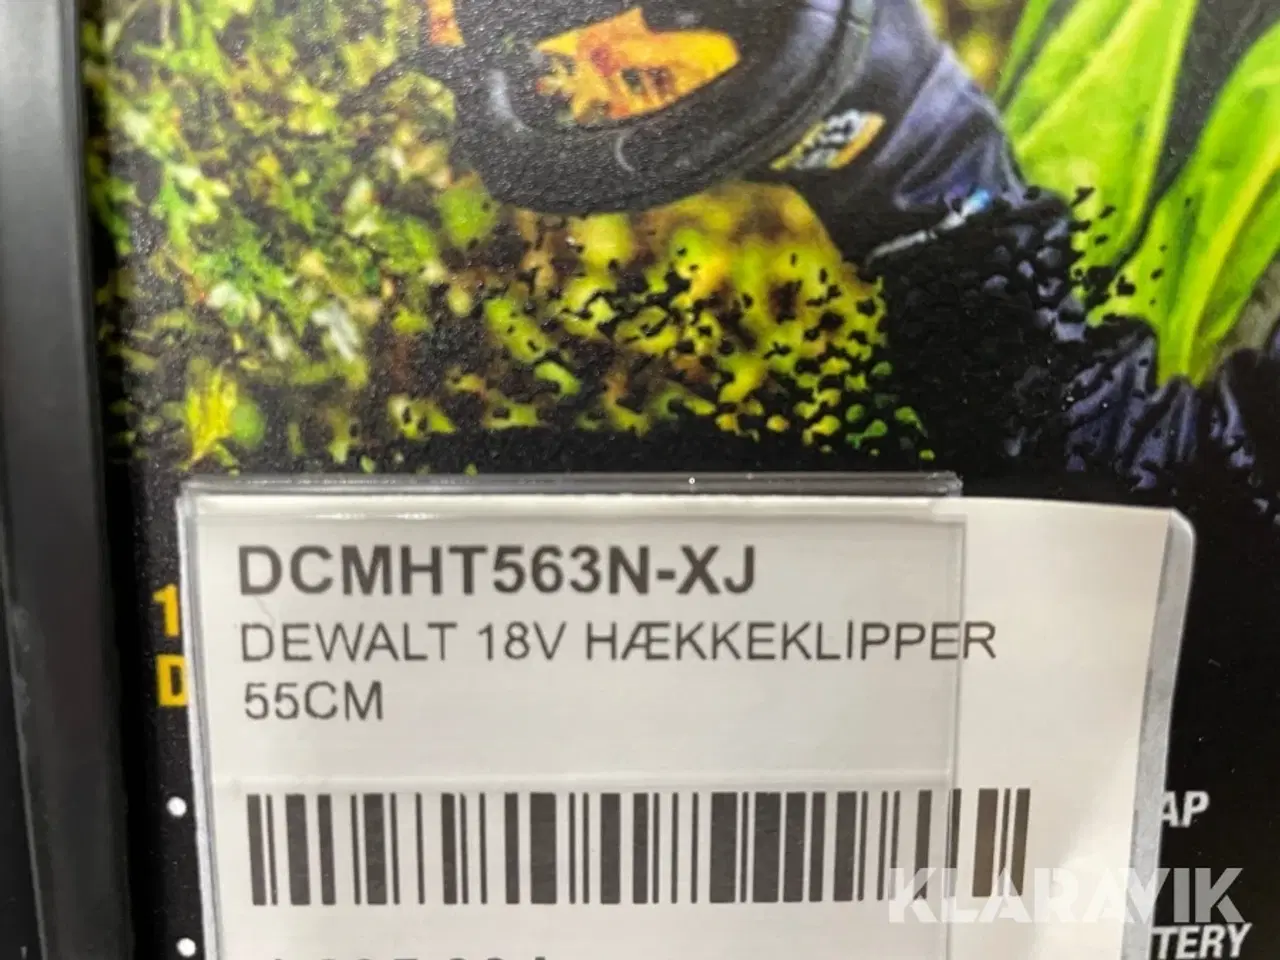 DCMHT563N-XJ
DEWALT 18V HÆKKEKLIPPER
55CM
KLARAVIK